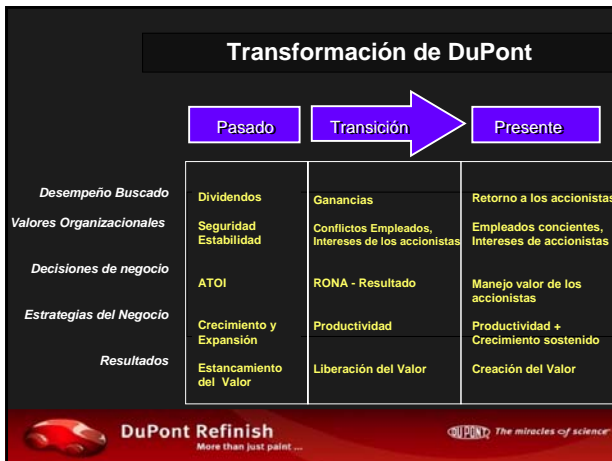 Transformación de DuPont
Pasado Transición Presente
Desempeño Buscado Dividendos Ganancias Retorno a los accionistas
Valores Organizacionales Seguridad Estabilidad Conflictos Empleados, Intereses de los accionistas Empleados concientes, Intereses de accionistas
Decisiones de negocio ATOI RONA - Resultado Manejo valor de los accionistas
Estrategias del Negocio Crecimiento y Expansión Productividad Productividad + Crecimiento sostenido
Resultados Estancamiento del Valor Liberación del Valor Creación del Valor
DuPont Refinish
More than just paint ...
DUPONT The miracles of science